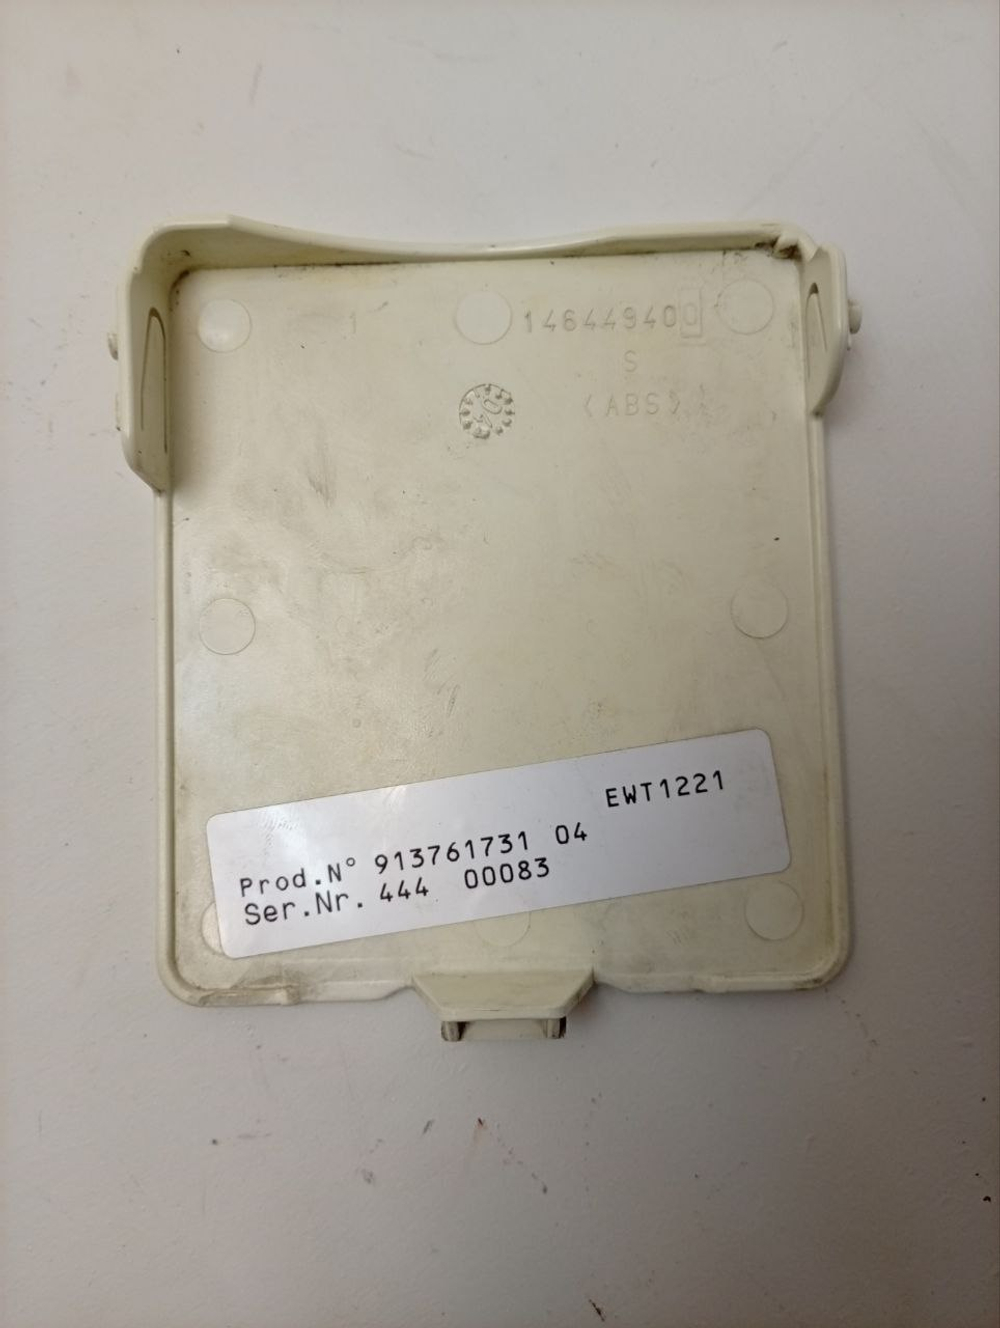 146449400
S
<ABS>
EWT1221
Prod.N° 913761731 04
Ser.Nr. 444 00083